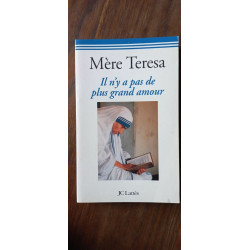 Mère Teresa
Il n'y a pas de
plus grand amour
JC Lattès